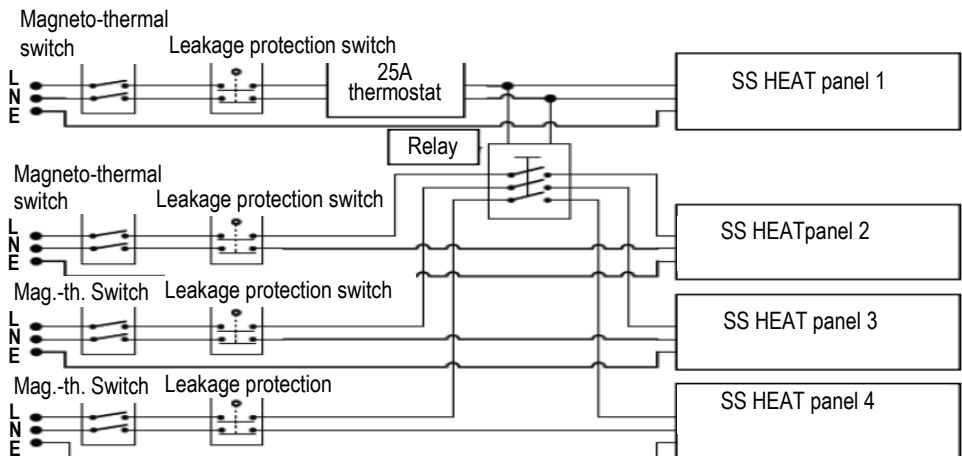 Magneto-thermal
switch
Leakage protection switch
L
N
E
25A
thermostat
SS HEAT panel 1
Relay
Magneto-thermal
switch
Leakage protection switch
L
N
E
SS HEATpanel 2
Mag.-th. Switch
Leakage protection switch
L
N
E
SS HEAT panel 3
Mag.-th. Switch
Leakage protection
L
N
E
SS HEAT panel 4